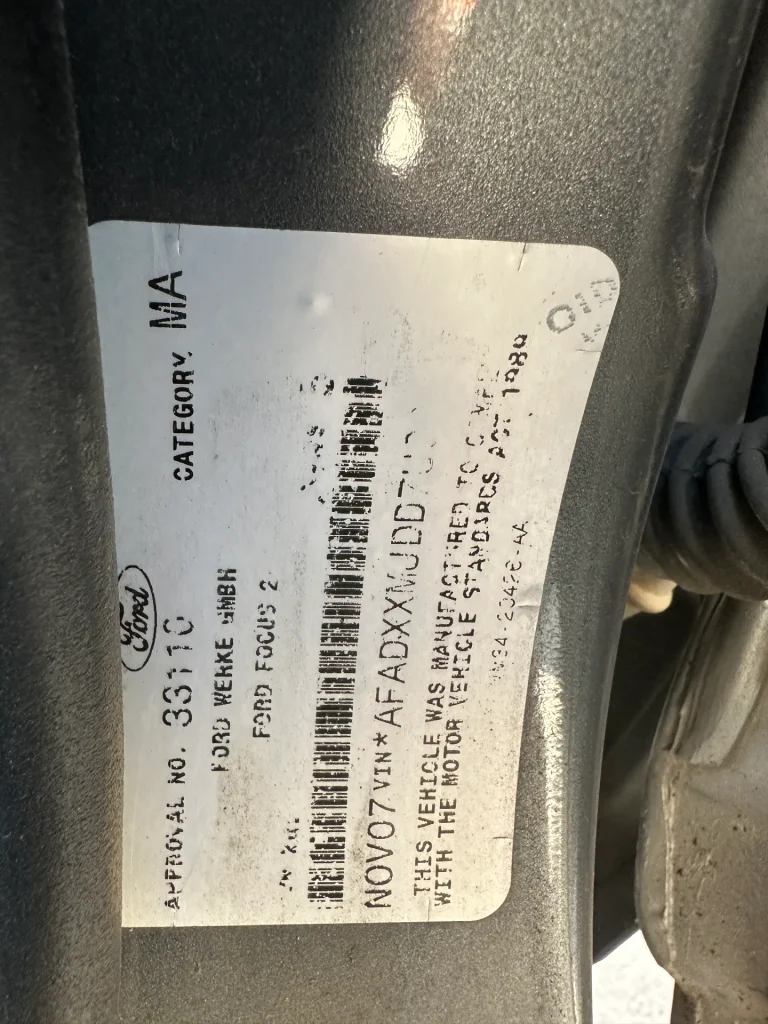 Ford
APPROVAL NO. 33110 CATEGORY MA
FORD WERKE GMBH
FORD FOCUS 2
NOV07 VIN*AFADXXMJDD7
THIS VEHICLE WAS MANUFACTURED TO
WITH THE MOTOR VEHICLE STANDARDS ACT 1989